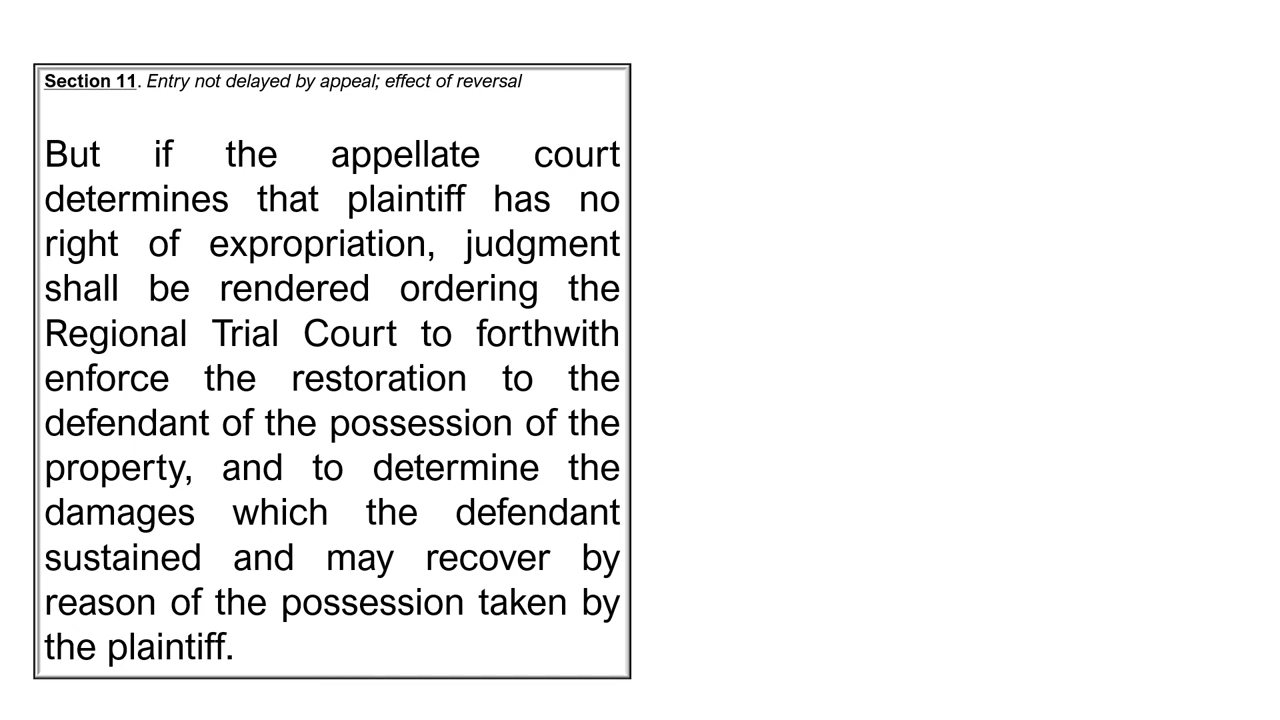 Section 11. Entry not delayed by appeal; effect of reversal
But if the appellate court
determines that plaintiff has no
right of expropriation, judgment
shall be rendered ordering the
Regional Trial Court to forthwith
enforce the restoration to the
defendant of the possession of the
property, and to determine the
damages which the defendant
sustained and may recover by
reason of the possession taken by
the plaintiff.